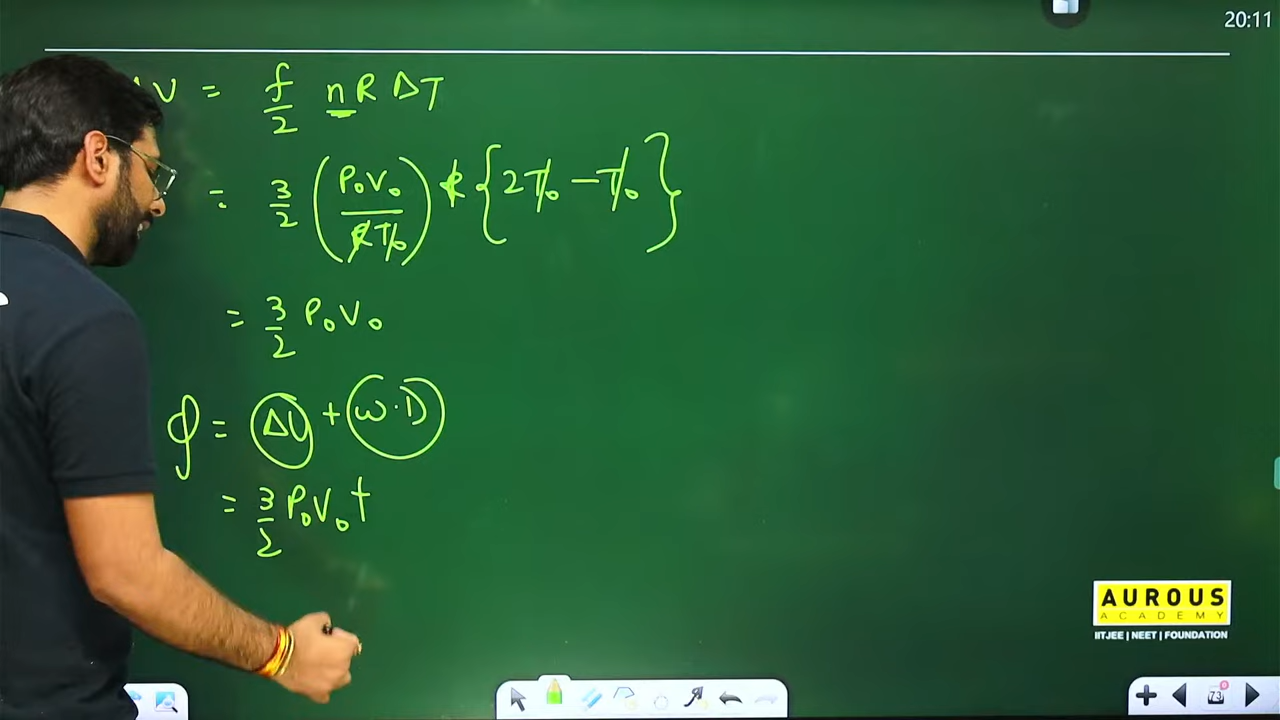 20:11
U = f/2 nRΔT
= 3/2 (P₀V₀/RT₀) R {2T₀ - T₀}
= 3/2 P₀V₀
Q = ΔU + W.D
= 3/2 P₀V₀ +
AUROUS
ACADEMY
IITJEE | NEET | FOUNDATION
73